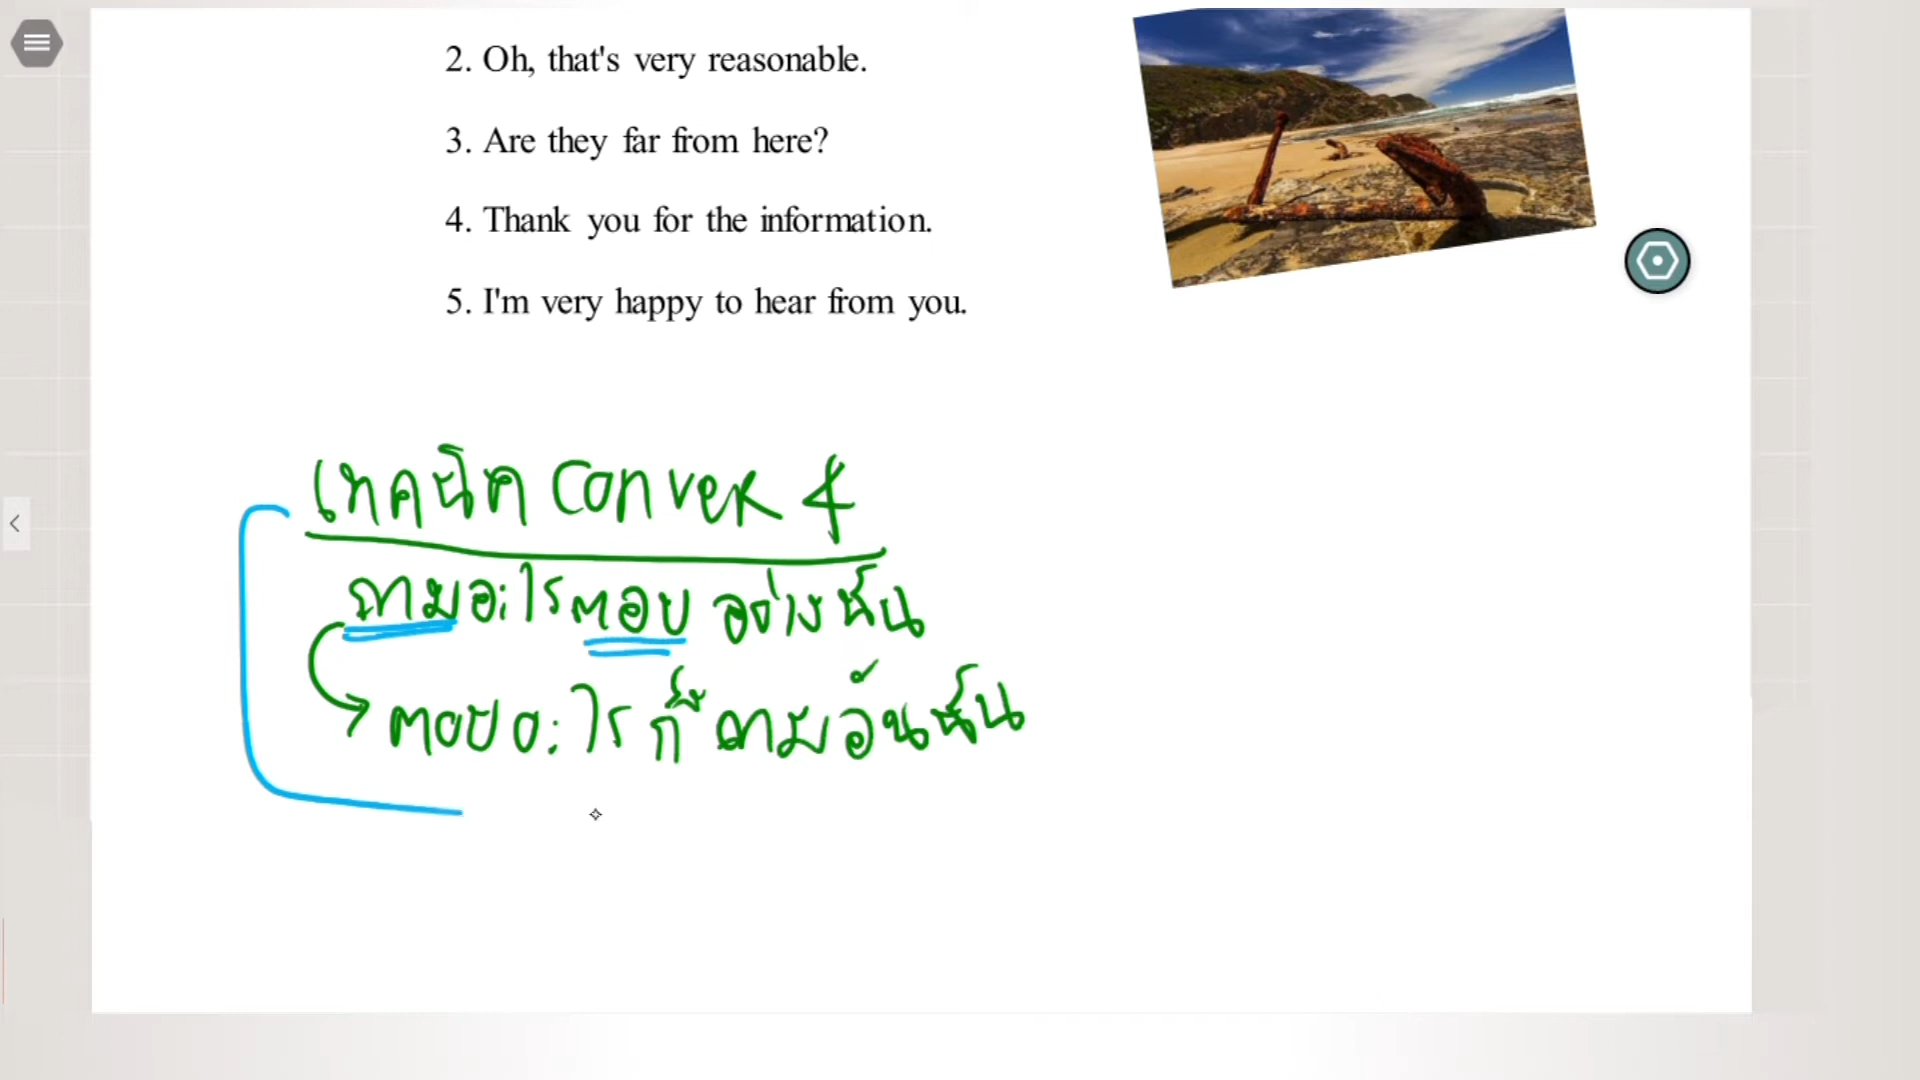 2. Oh, that's very reasonable.
3. Are they far from here?
4. Thank you for the information.
5. I'm very happy to hear from you.
เทคนิค Conver 4
ถามอะไรตอบ อย่างนั้น
ตอบอะไร ก็ ถามอันนั้น